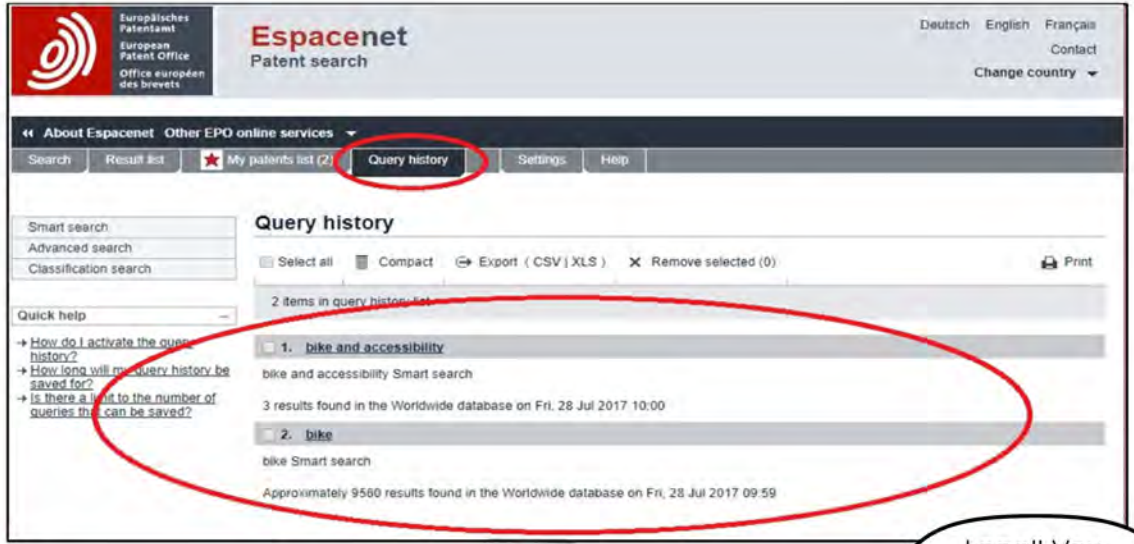 Europäisches
Patentamt
European
Patent Office
Office européen
des brevets
Espacenet
Patent search
Deutsch English Français
Contact
Change country
About Espacenet Other EPO online services
Search Result list My patents list (2) Query history Settings Help
Smart search
Advanced search
Classification search
Quick help
How do I activate the query
history?
How long will my query history be
saved for?
Is there a limit to the number of
queries that can be saved?
Query history
Select all Compact Export ( CSV | XLS ) Remove selected (0)
Print
2 items in query history list
1. bike and accessibility
bike and accessibility Smart search
3 results found in the Worldwide database on Fri, 28 Jul 2017 10:00
2. bike
bike Smart search
Approximately 9560 results found in the Worldwide database on Fri, 28 Jul 2017 09:59